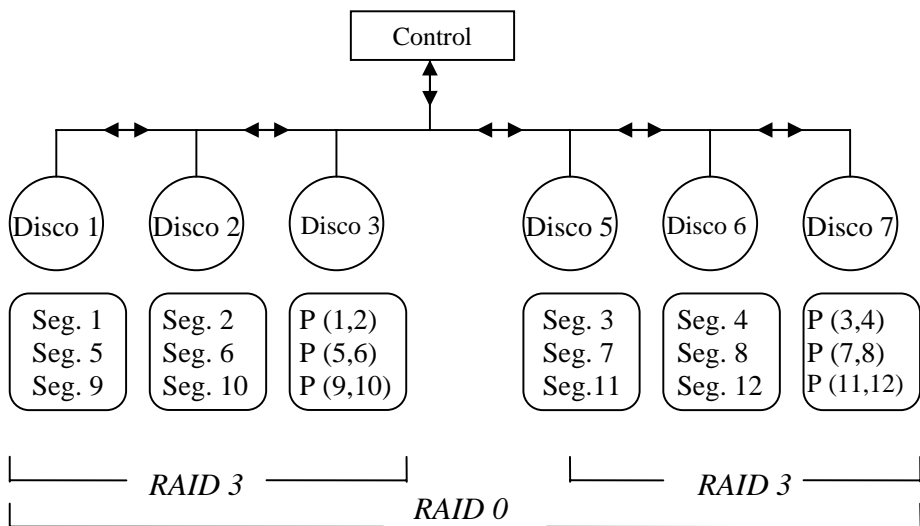 Control
Disco 1
Disco 2
Disco 3
Disco 5
Disco 6
Disco 7
Seg. 1
Seg. 5
Seg. 9
Seg. 2
Seg. 6
Seg. 10
P (1,2)
P (5,6)
P (9,10)
Seg. 3
Seg. 7
Seg.11
Seg. 4
Seg. 8
Seg. 12
P (3,4)
P (7,8)
P (11,12)
RAID 3
RAID 3
RAID 0